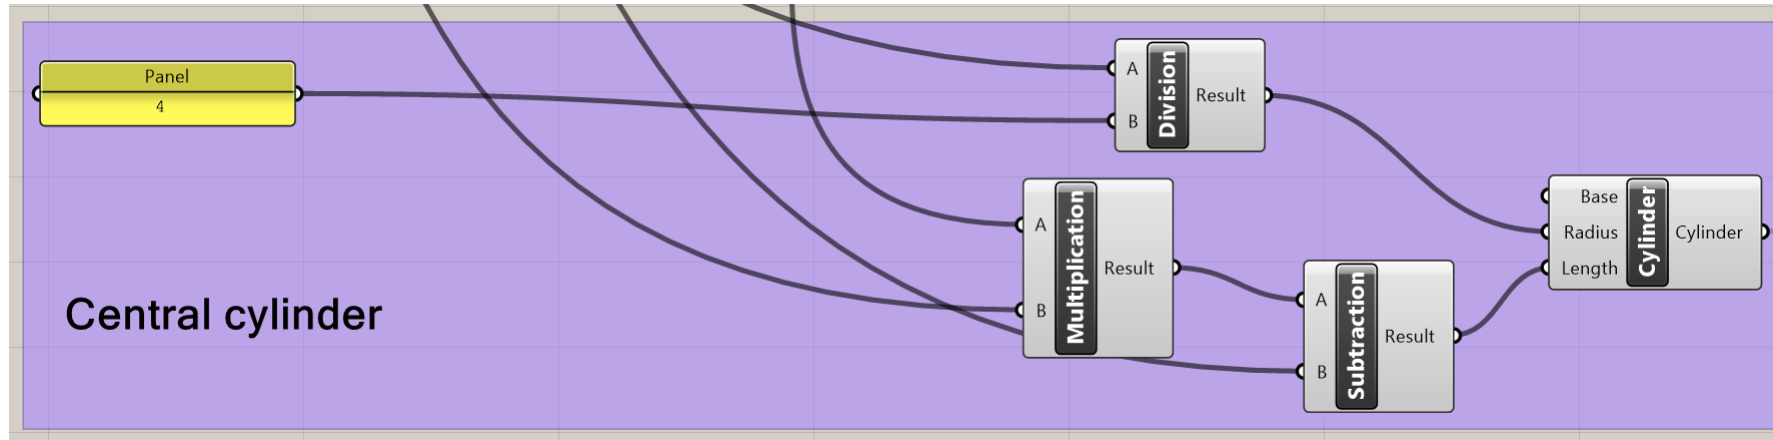 Panel
4
A
B
Division
Result
A
B
Multiplication
Result
A
B
Subtraction
Result
Base
Radius
Length
Cylinder
Cylinder
Central cylinder